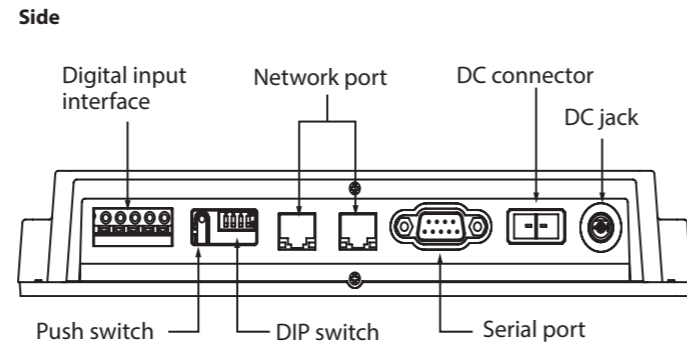 Side
Digital input
interface
Network port
DC connector
DC jack
Push switch
DIP switch
Serial port